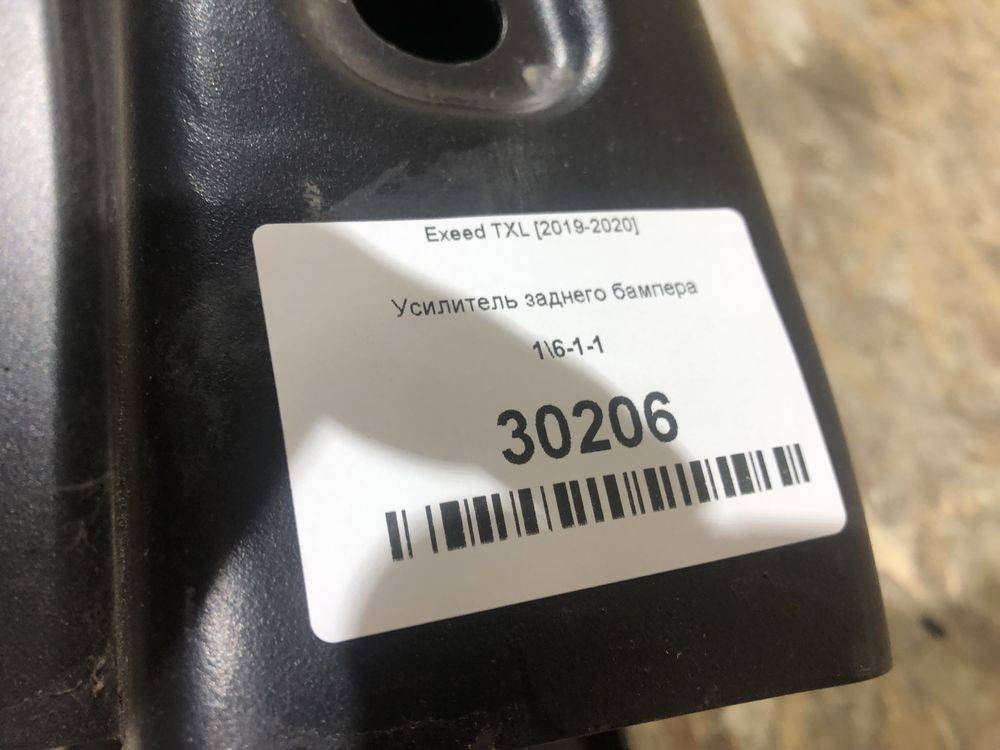 Exeed TXL [2019-2020]
Усилитель заднего бампера
1\6-1-1
30206